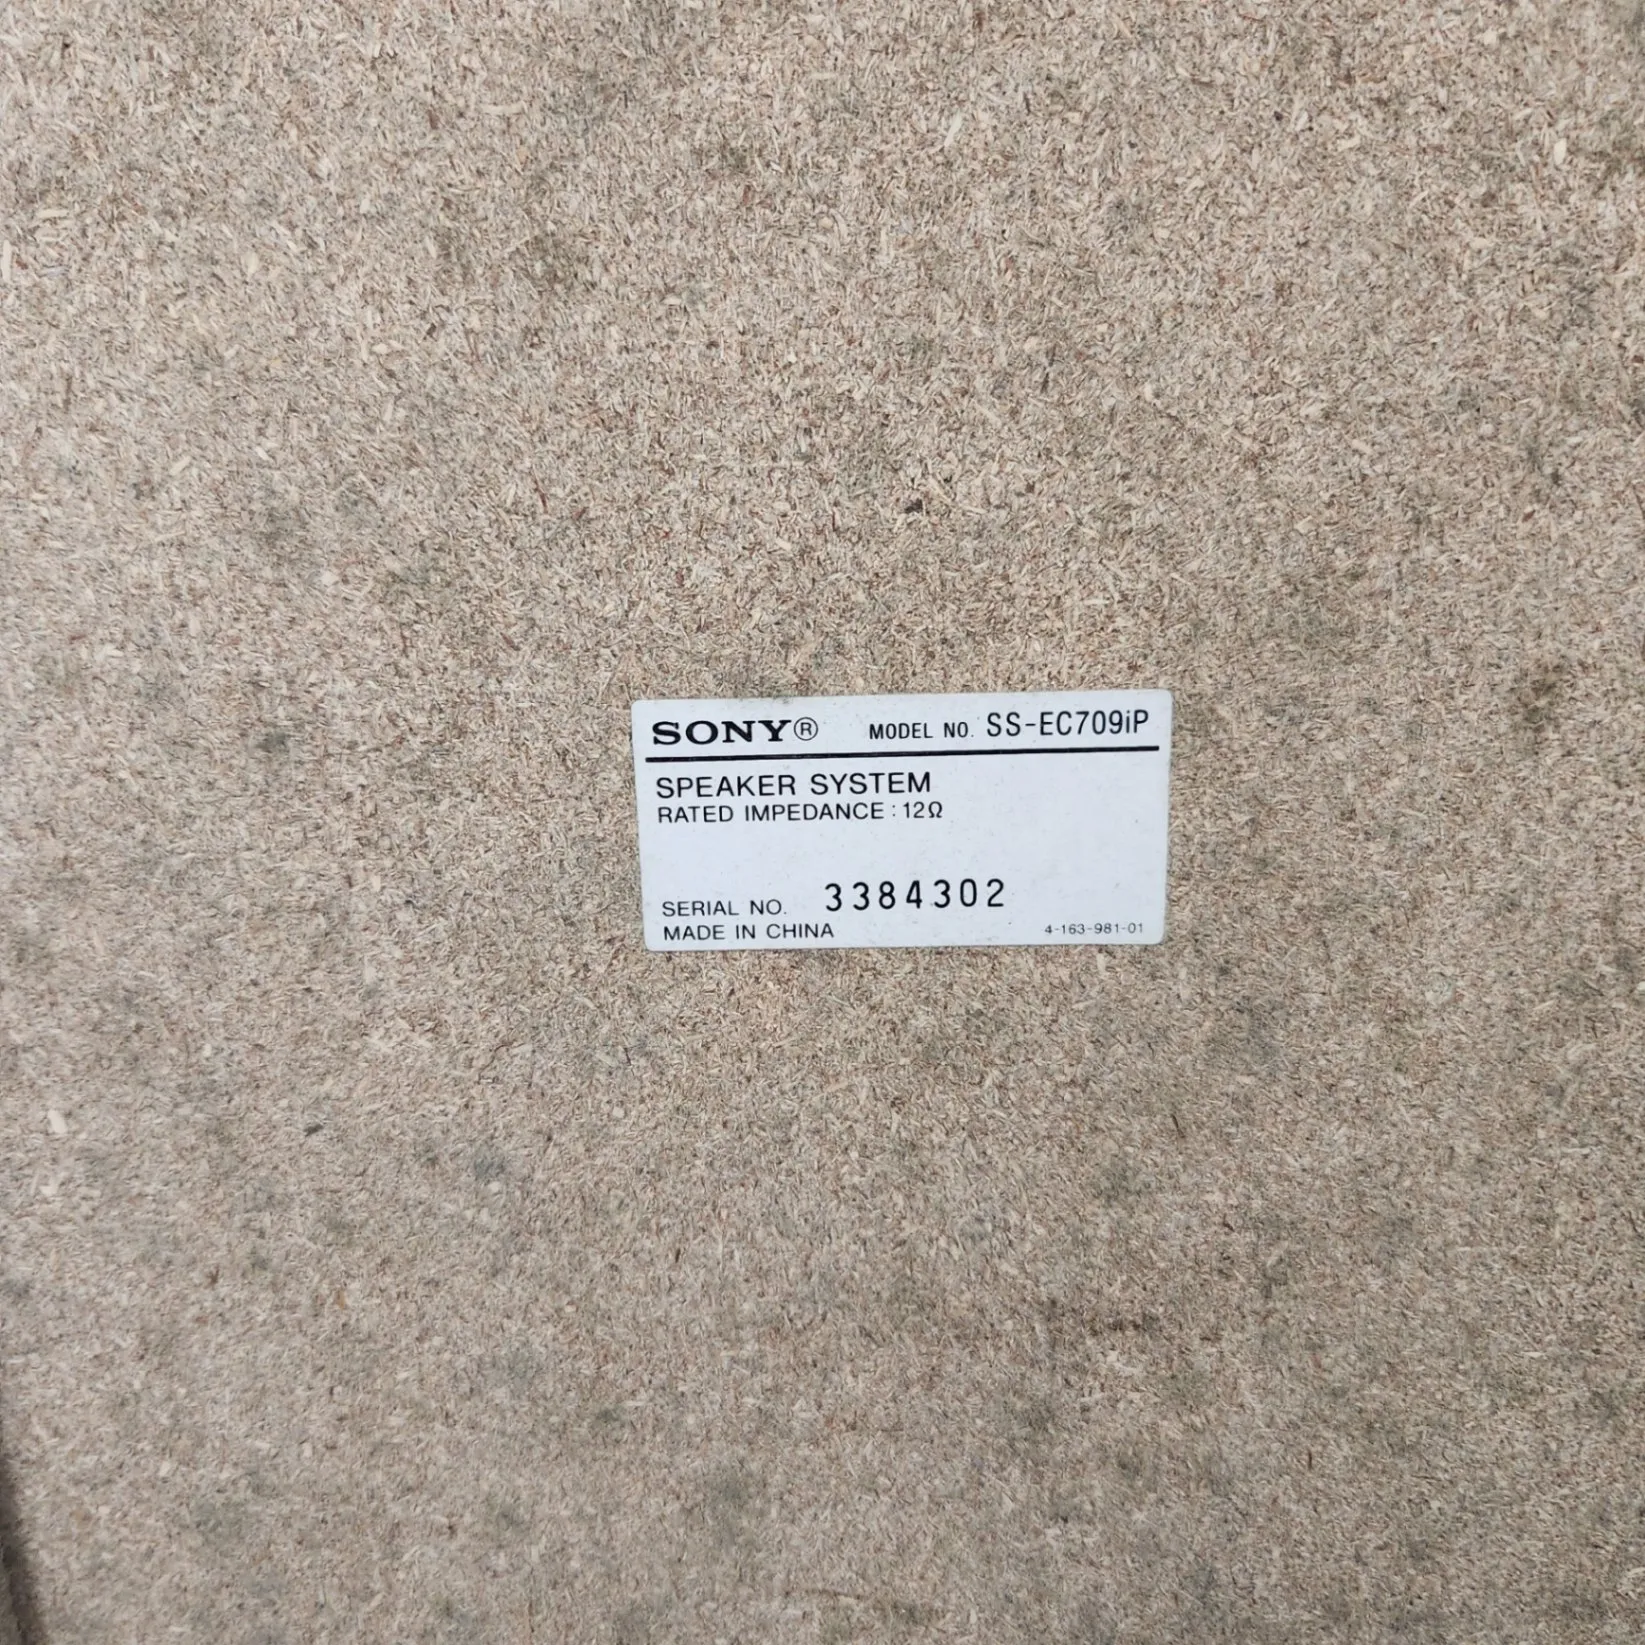 SONY® MODEL NO. SS-EC709iP
SPEAKER SYSTEM
RATED IMPEDANCE : 12Ω
SERIAL NO. 3384302
MADE IN CHINA 4-163-981-01